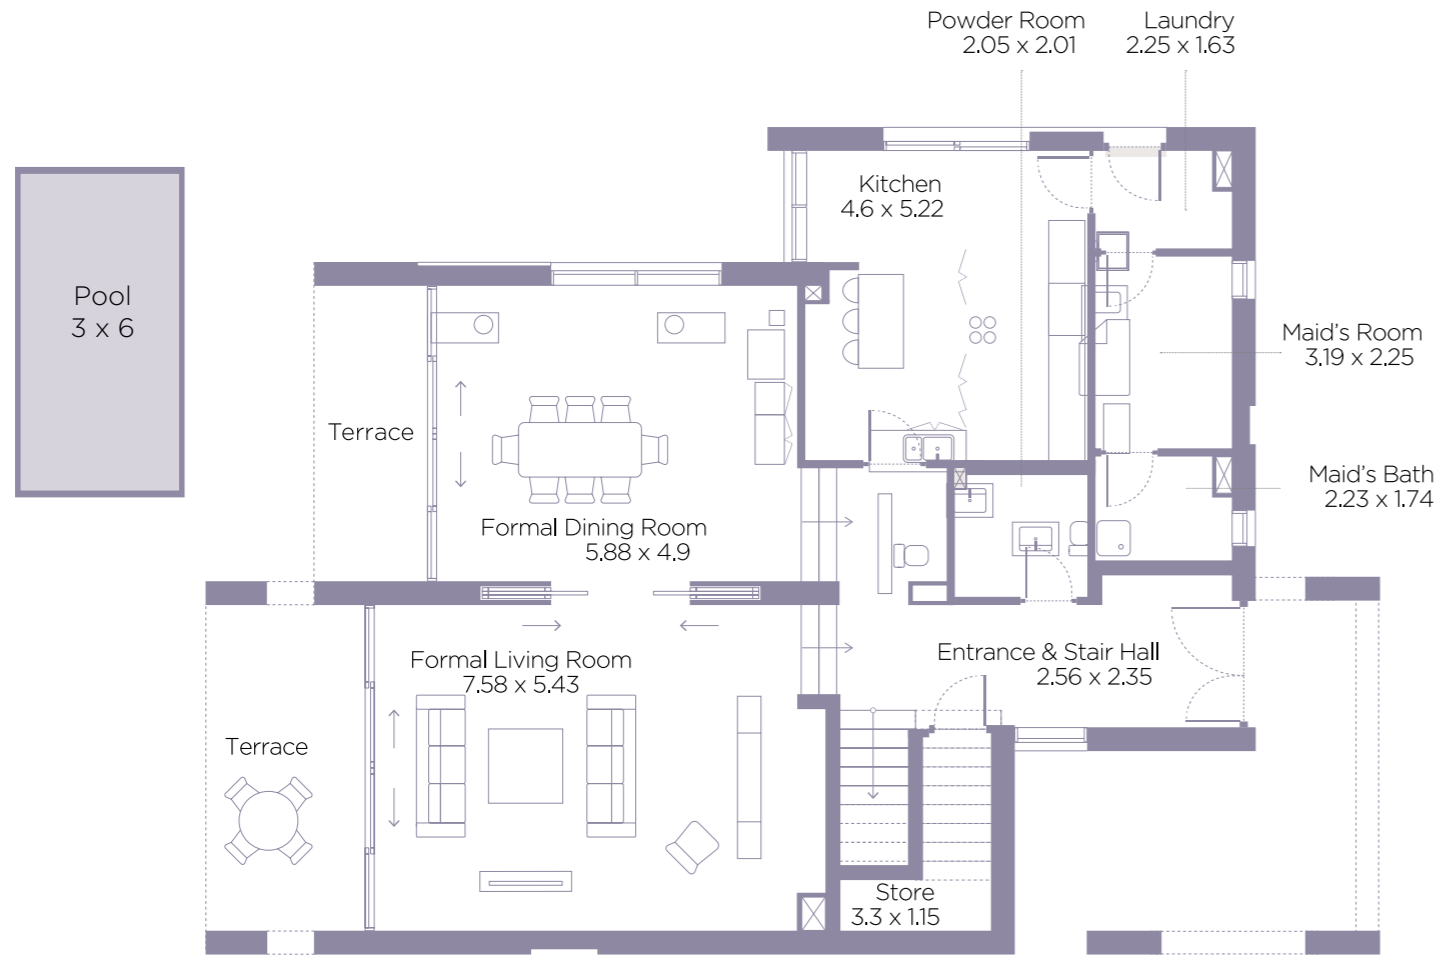 Powder Room
2.05 x 2.01
Laundry
2.25 x 1.63
Kitchen
4.6 x 5.22
Pool
3 x 6
Maid's Room
3.19 x 2.25
Terrace
Maid's Bath
2.23 x 1.74
Formal Dining Room
5.88 x 4.9
Formal Living Room
7.58 x 5.43
Entrance & Stair Hall
2.56 x 2.35
Terrace
Store
3.3 x 1.15